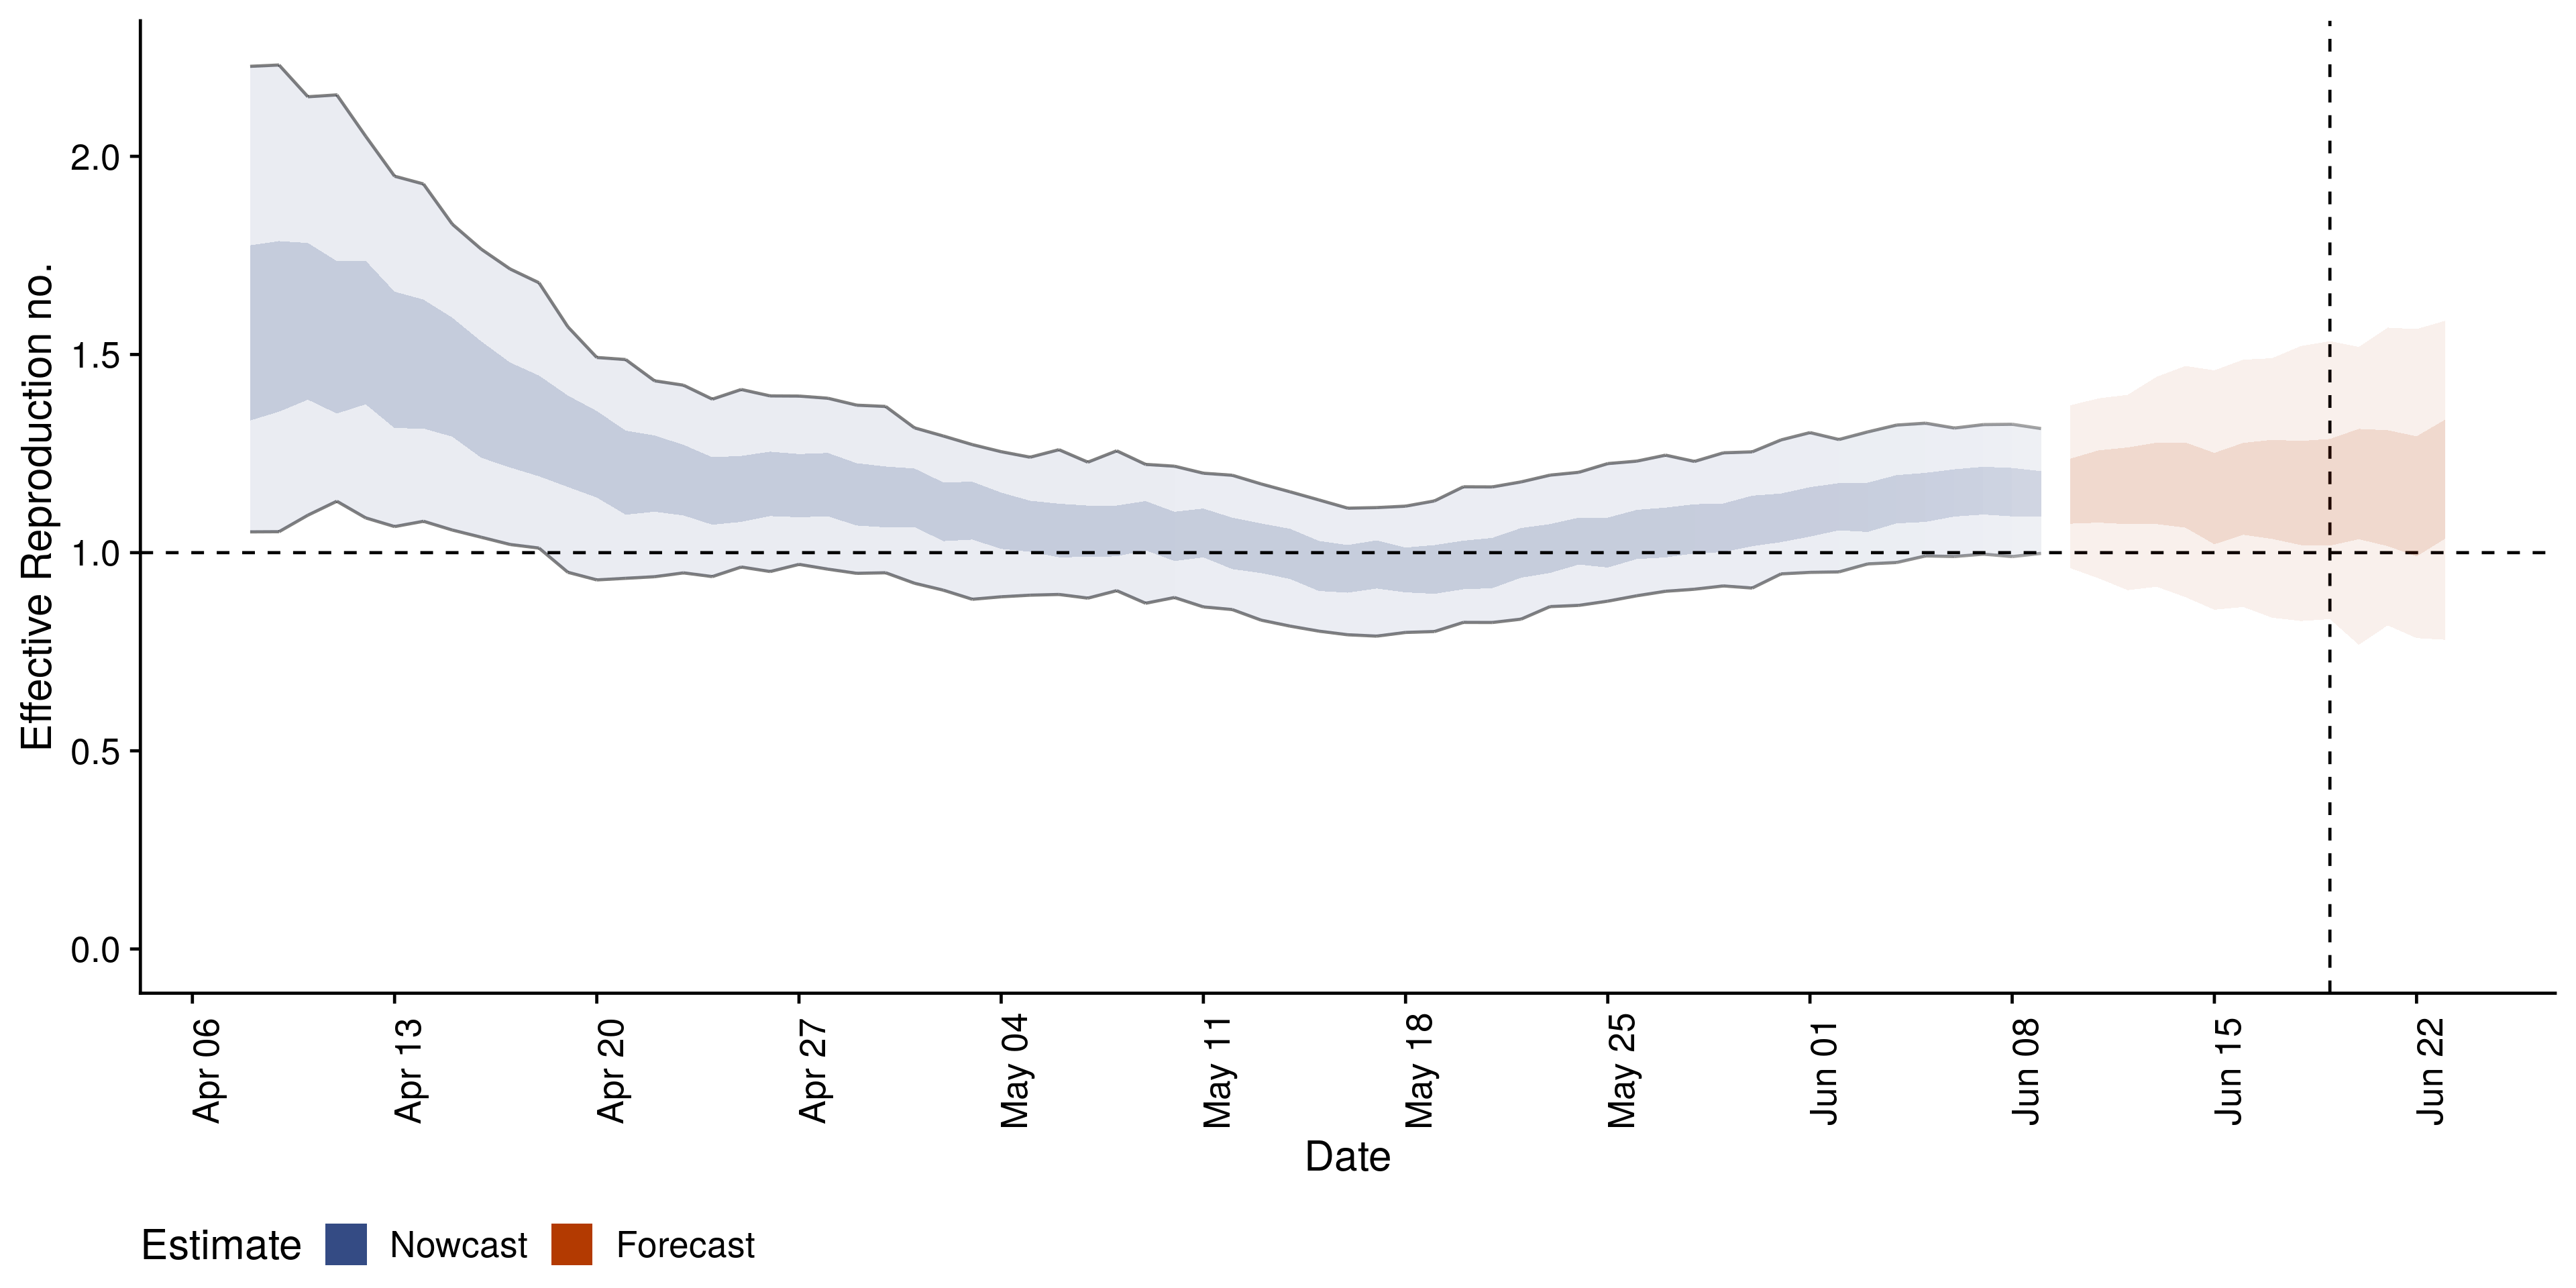 Effective Reproduction no.
2.0
1.5
1.0
0.5
0.0
Apr 06
Apr 13
Apr 20
Apr 27
May 04
May 11
May 18
May 25
Jun 01
Jun 08
Jun 15
Jun 22
Date
Estimate Nowcast Forecast